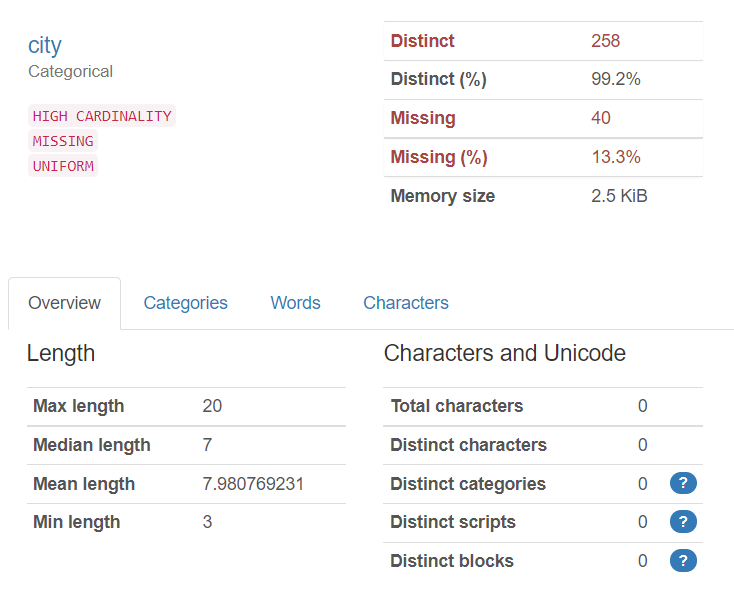 city
Categorical
HIGH CARDINALITY
MISSING
UNIFORM
Distinct 258
Distinct (%) 99.2%
Missing 40
Missing (%) 13.3%
Memory size 2.5 KiB
Overview Categories Words Characters
Length
Max length 20
Median length 7
Mean length 7.980769231
Min length 3
Characters and Unicode
Total characters 0
Distinct characters 0
Distinct categories 0 ?
Distinct scripts 0 ?
Distinct blocks 0 ?